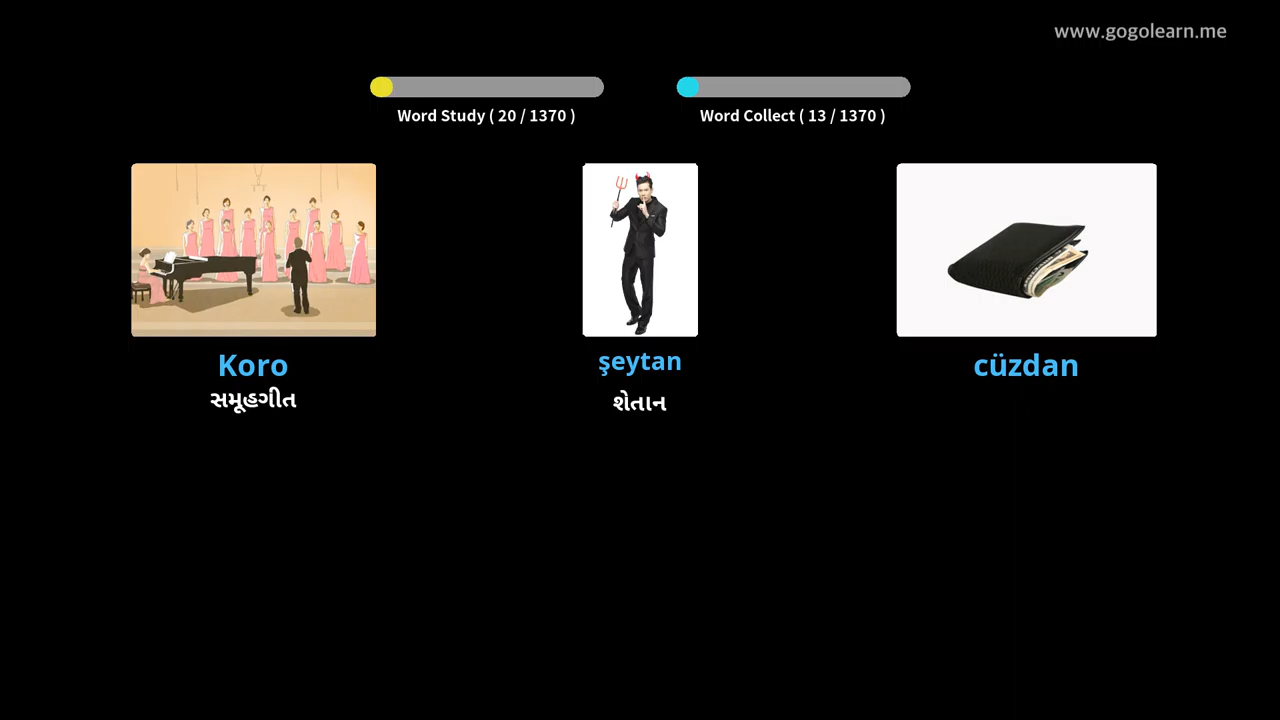 www.gogolearn.me
Word Study ( 20 / 1370 )
Word Collect ( 13 / 1370 )
Koro
સમૂહગીત
şeytan
શેતાન
cüzdan